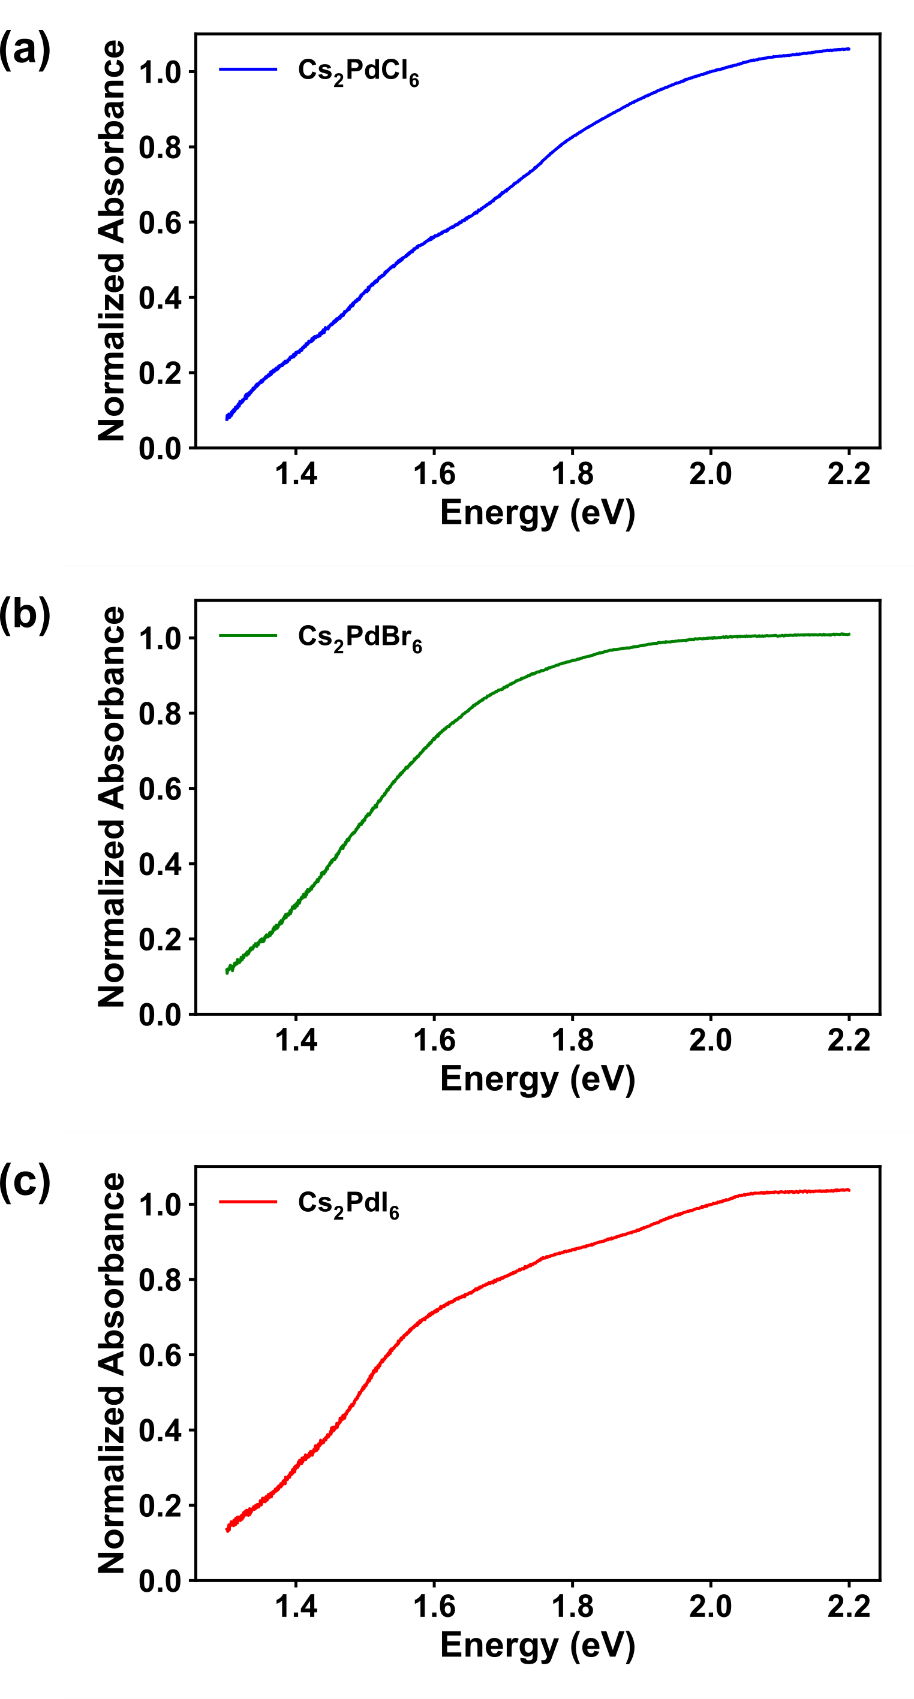 (a)
Cs₂PdCl₆
Normalized Absorbance
1.0
0.8
0.6
0.4
0.2
0.0
1.4 1.6 1.8 2.0 2.2
Energy (eV)
(b)
Cs₂PdBr₆
Normalized Absorbance
1.0
0.8
0.6
0.4
0.2
0.0
1.4 1.6 1.8 2.0 2.2
Energy (eV)
(c)
Cs₂PdI₆
Normalized Absorbance
1.0
0.8
0.6
0.4
0.2
0.0
1.4 1.6 1.8 2.0 2.2
Energy (eV)